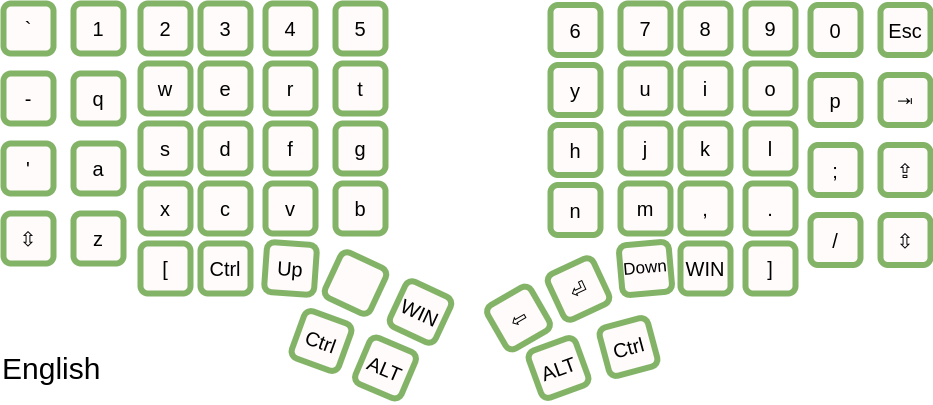 ` 1 2 3 4 5 6 7 8 9 0 Esc
- q w e r t y u i o p ⇥
' a s d f g h j k l ; ⇪
⇳ z x c v b n m , . / ⇳
[ Ctrl Up WIN ⇦ ⏎ Down WIN ]
Ctrl ALT ALT Ctrl
English